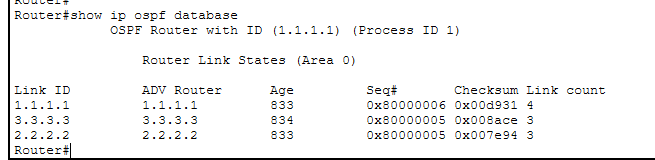 Router#
Router#show ip ospf database
OSPF Router with ID (1.1.1.1) (Process ID 1)
Router Link States (Area 0)
Link ID ADV Router Age Seq# Checksum Link count
1.1.1.1 1.1.1.1 833 0x80000006 0x00d931 4
3.3.3.3 3.3.3.3 834 0x80000005 0x008ace 3
2.2.2.2 2.2.2.2 833 0x80000005 0x007e94 3
Router#